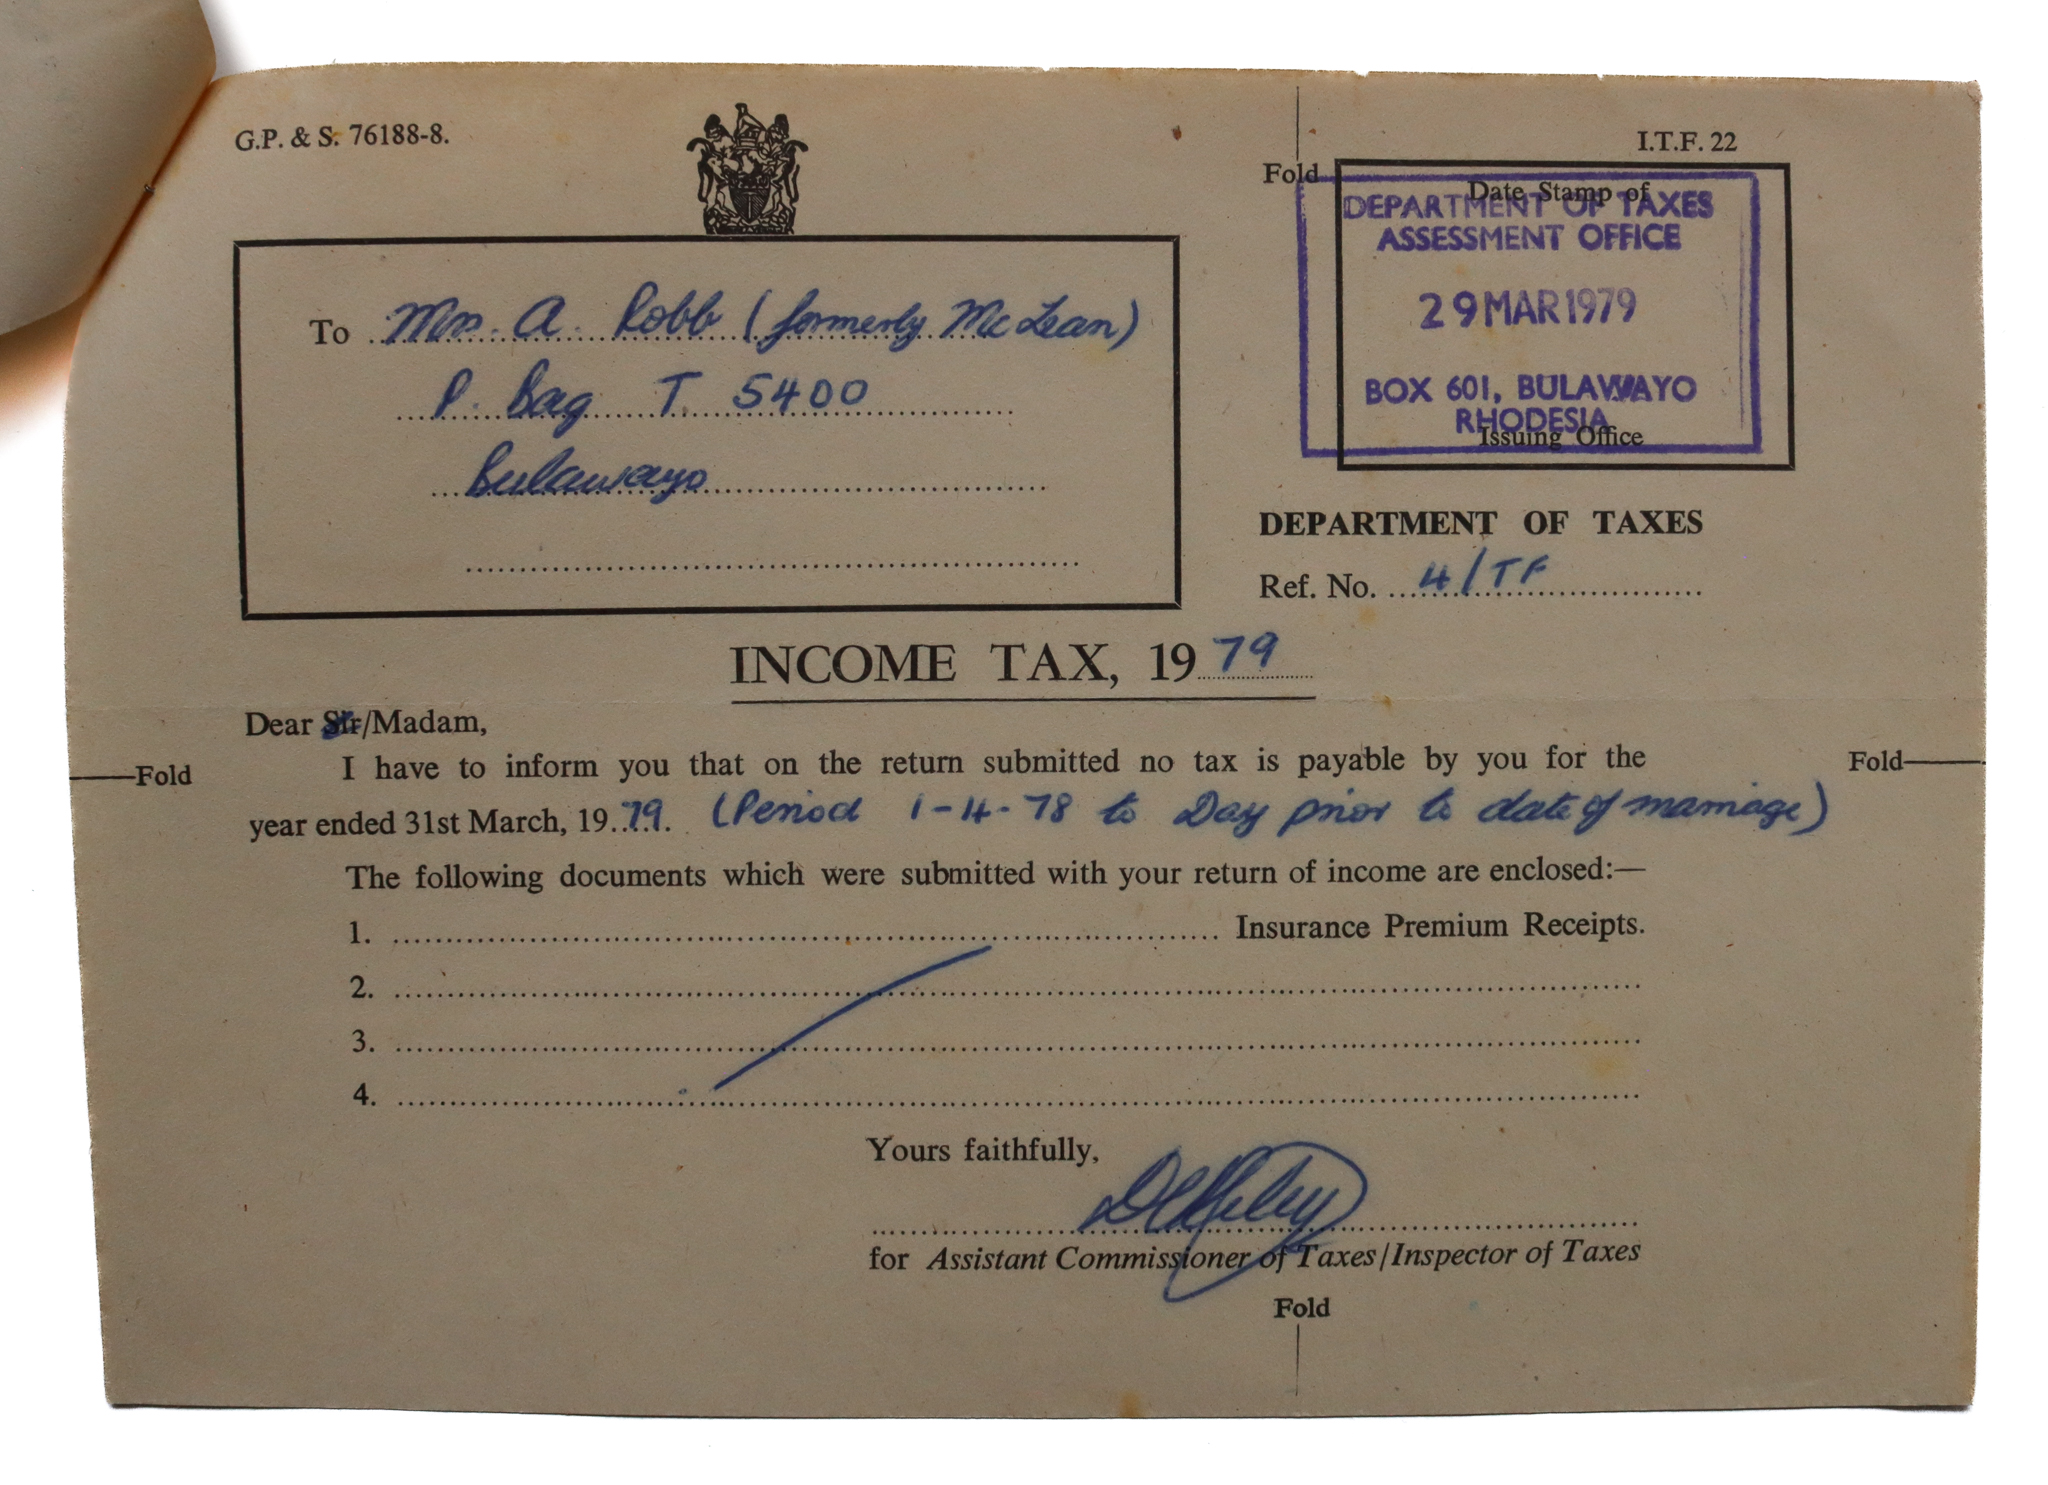 G.P. & S. 76188-8.
I.T.F. 22
Fold
Date Stamp of
DEPARTMENT OF TAXES
ASSESSMENT OFFICE
29 MAR 1979
BOX 601, BULAWAYO
RHODESIA
Issuing Office
To Mrs. A. Robb (formerly McLean)
P. Bag T. 5400
Bulawayo
DEPARTMENT OF TAXES
Ref. No. 4/TF
INCOME TAX, 1979
Dear Sir/Madam,
I have to inform you that on the return submitted no tax is payable by you for the
Fold
Fold
year ended 31st March, 1979. (Period 1-4-78 to Day prior to date of marriage)
The following documents which were submitted with your return of income are enclosed:—
1. Insurance Premium Receipts.
2.
3.
4.
Yours faithfully,
for Assistant Commissioner of Taxes/Inspector of Taxes
Fold